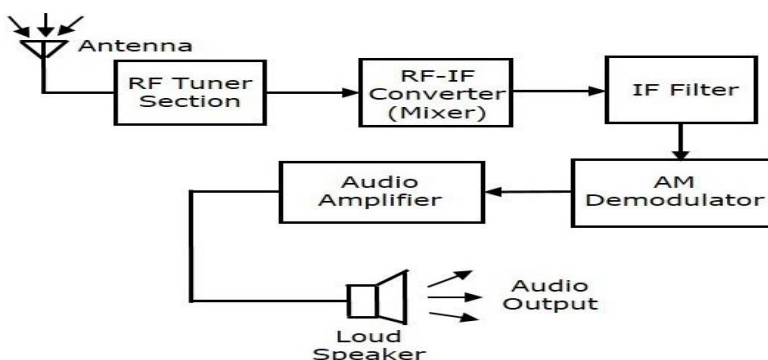 Antenna
RF Tuner
Section
RF-IF
Converter
(Mixer)
IF Filter
AM
Demodulator
Audio
Amplifier
Loud
Speaker
Audio
Output